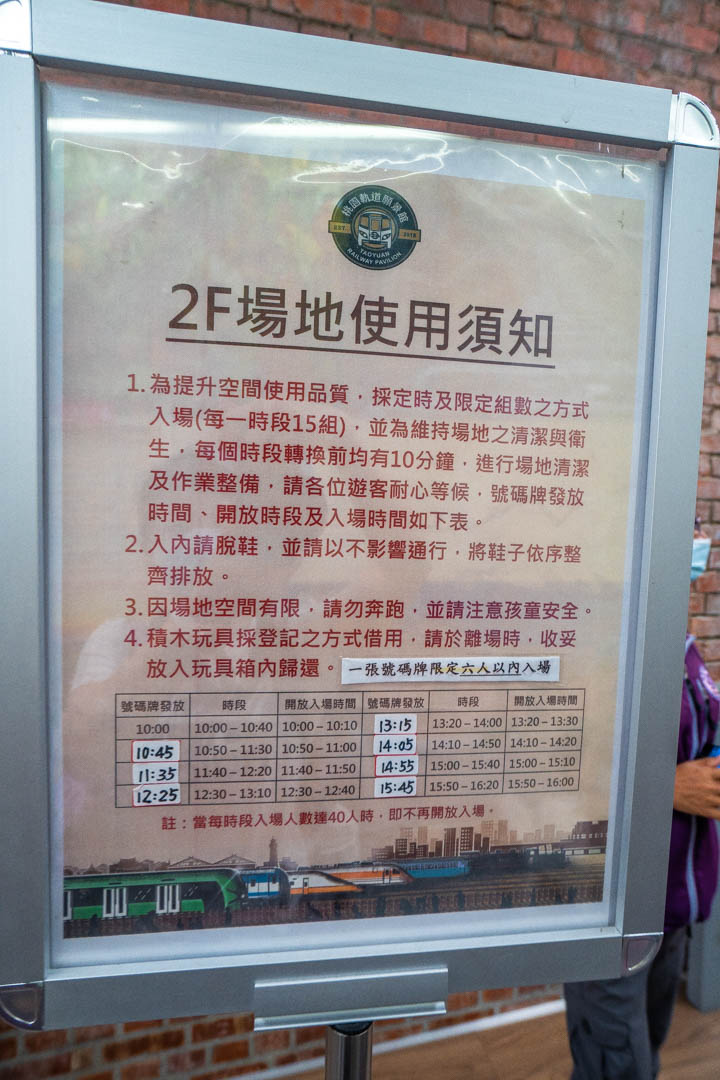 桃園軌道願景館
EST. 2018
TAOYUAN
RAILWAY PAVILION
2F場地使用須知
1. 為提升空間使用品質，採定時及限定組數之方式
入場(每一時段15組)，並為維持場地之清潔與衛
生，每個時段轉換前均有10分鐘，進行場地清潔
及作業整備，請各位遊客耐心等候，號碼牌發放
時間、開放時段及入場時間如下表。
2. 入內請脫鞋，並請以不影響通行，將鞋子依序整
齊排放。
3. 因場地空間有限，請勿奔跑，並請注意孩童安全。
4. 積木玩具採登記之方式借用，請於離場時，收妥
放入玩具箱內歸還。 一張號碼牌限定六人以內入場
號碼牌發放 時段 開放入場時間 號碼牌發放 時段 開放入場時間
10:00 10:00 – 10:40 10:00 – 10:10 13:15 13:20 – 14:00 13:20 – 13:30
10:45 10:50 – 11:30 10:50 – 11:00 14:05 14:10 – 14:50 14:10 – 14:20
11:35 11:40 – 12:20 11:40 – 11:50 14:55 15:00 – 15:40 15:00 – 15:10
12:25 12:30 – 13:10 12:30 – 12:40 15:45 15:50 – 16:20 15:50 – 16:00
註：當每時段入場人數達40人時，即不再開放入場。